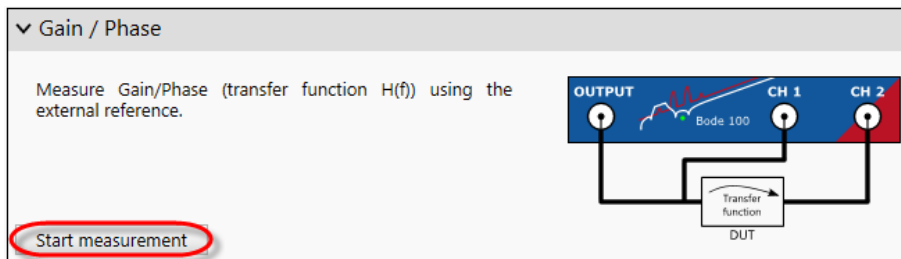 Gain / Phase
Measure Gain/Phase (transfer function H(f)) using the
external reference.
OUTPUT
CH 1
CH 2
Bode 100
Transfer
function
DUT
Start measurement